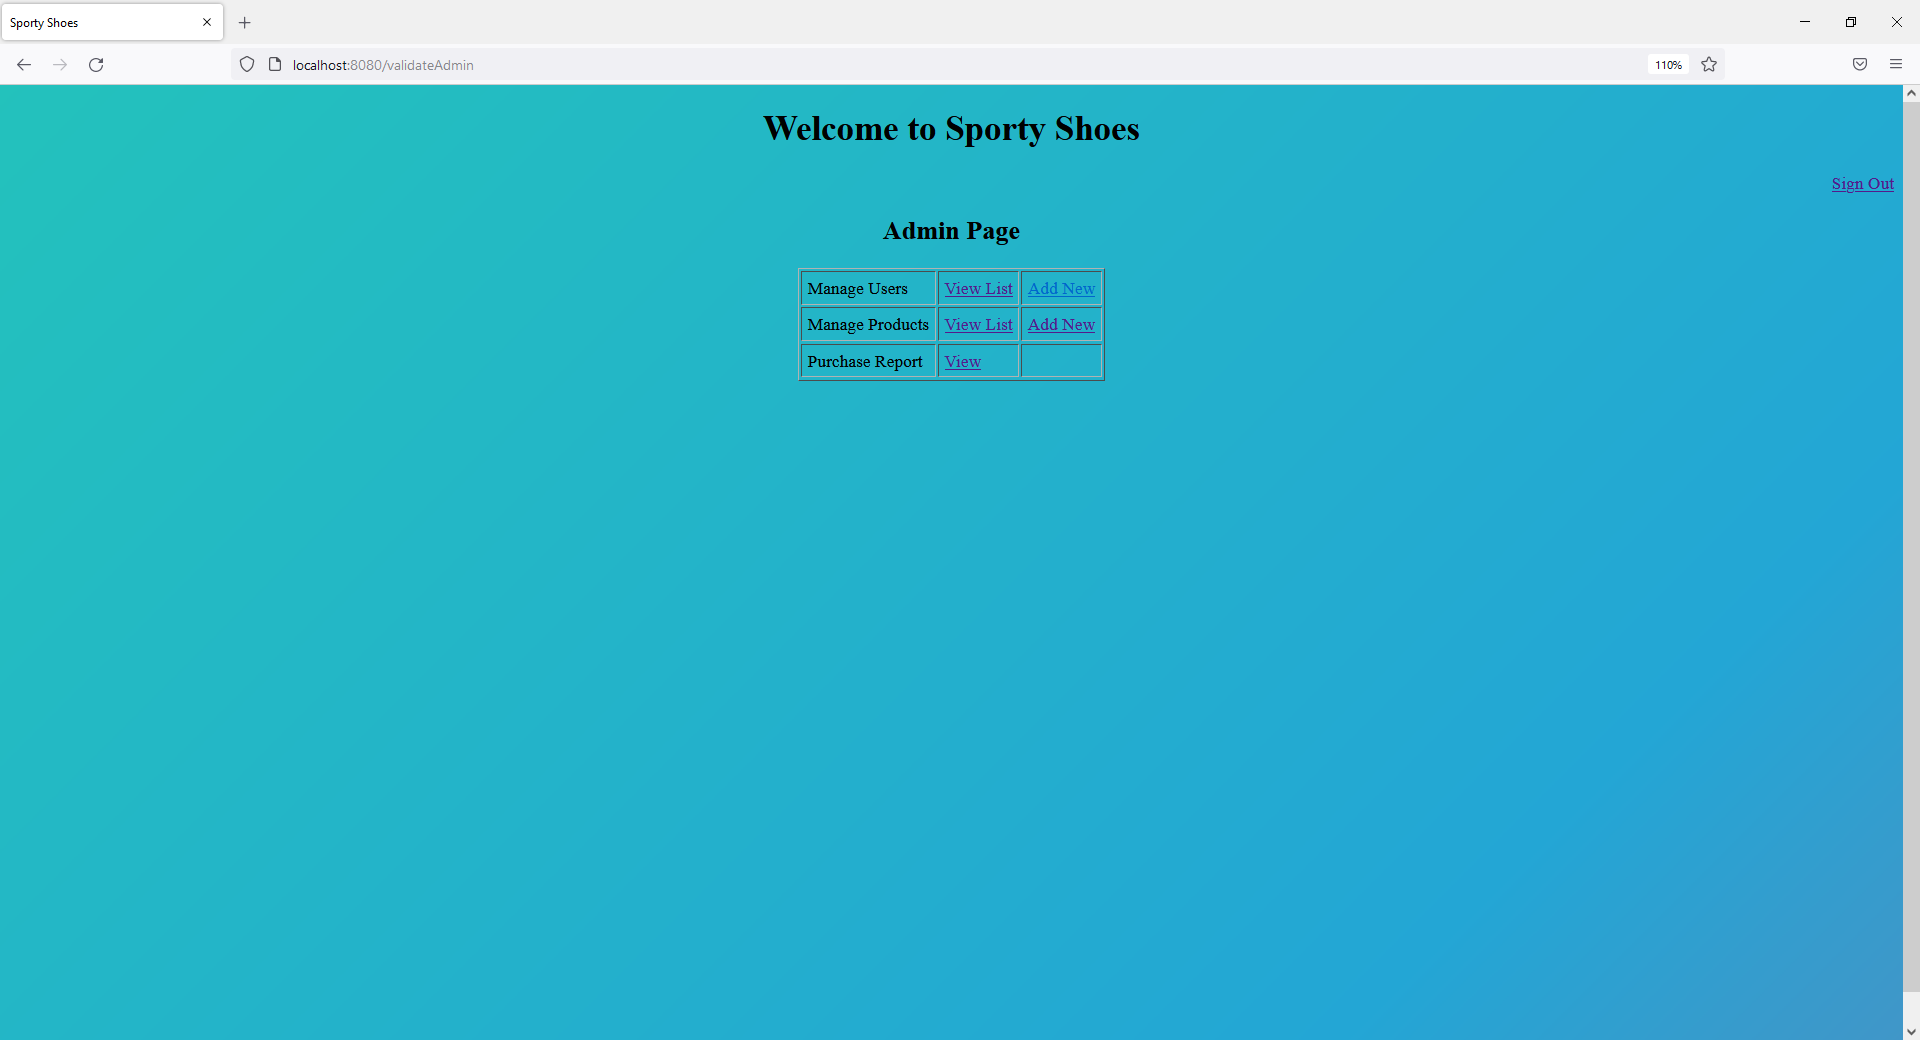 Sporty Shoes
localhost:8080/validateAdmin
110%
Welcome to Sporty Shoes
Sign Out
Admin Page
Manage Users View List Add New
Manage Products View List Add New
Purchase Report View